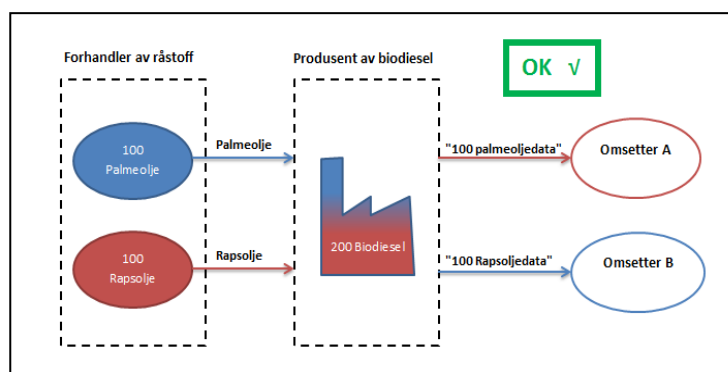 Forhandler av råstoff
Produsent av biodiesel
OK √
100
Palmeolje
Palmeolje
"100 palmeoljedata"
Omsetter A
200 Biodiesel
100
Rapsolje
Rapsolje
"100 Rapsoljedata"
Omsetter B